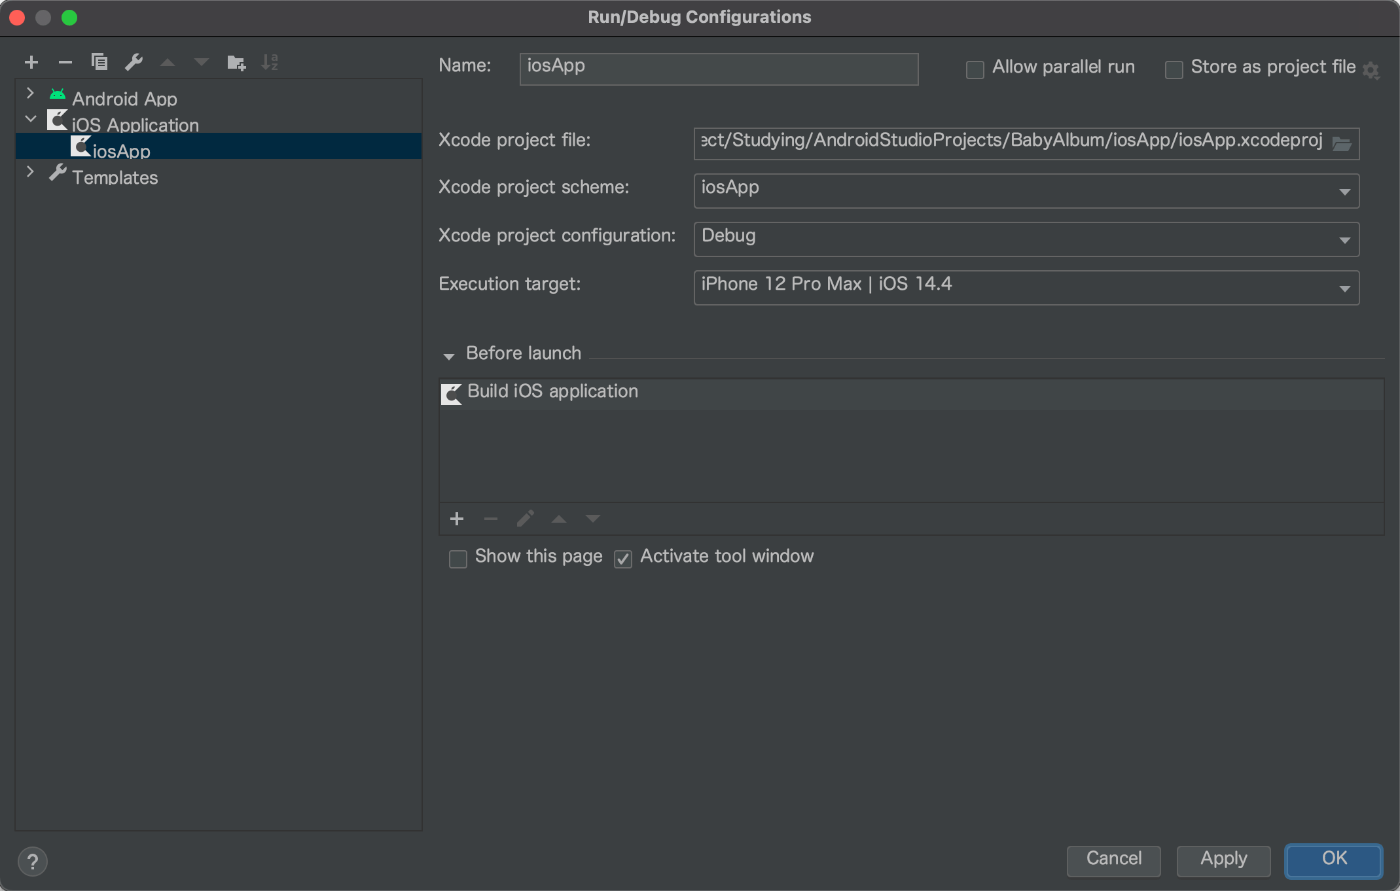 Run/Debug Configurations
Name: iosApp Allow parallel run Store as project file
Android App
iOS Application
iosApp
Templates
Xcode project file: ect/Studying/AndroidStudioProjects/BabyAlbum/iosApp/iosApp.xcodeproj
Xcode project scheme: iosApp
Xcode project configuration: Debug
Execution target: iPhone 12 Pro Max | iOS 14.4
Before launch
Build iOS application
Show this page Activate tool window
? Cancel Apply OK